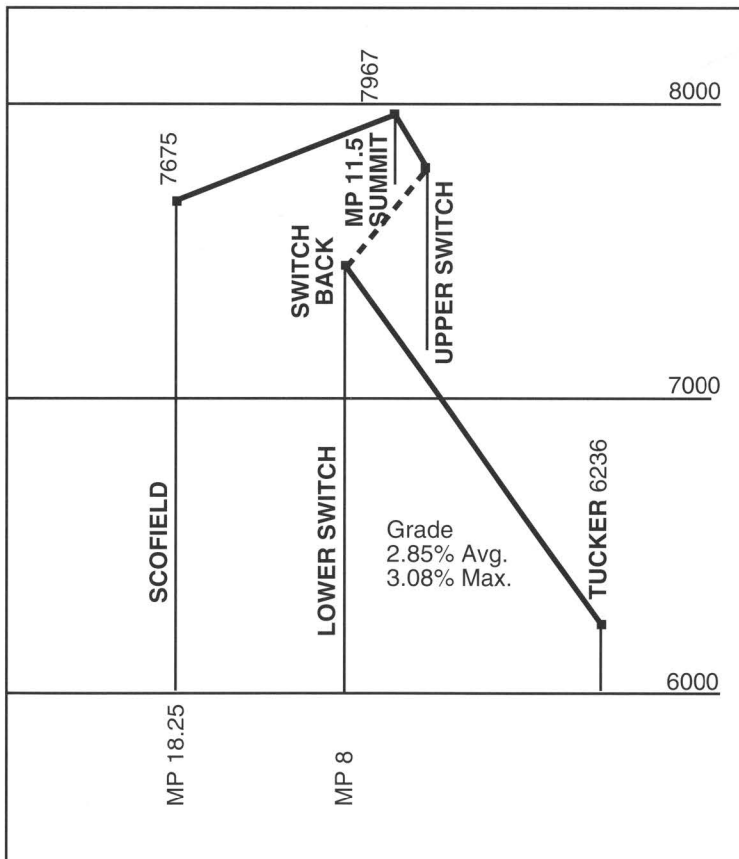 8000
7967
7675
MP 11.5
SUMMIT
SWITCH
BACK
UPPER SWITCH
7000
SCOFIELD
LOWER SWITCH
Grade
2.85% Avg.
3.08% Max.
TUCKER 6236
6000
MP 18.25
MP 8